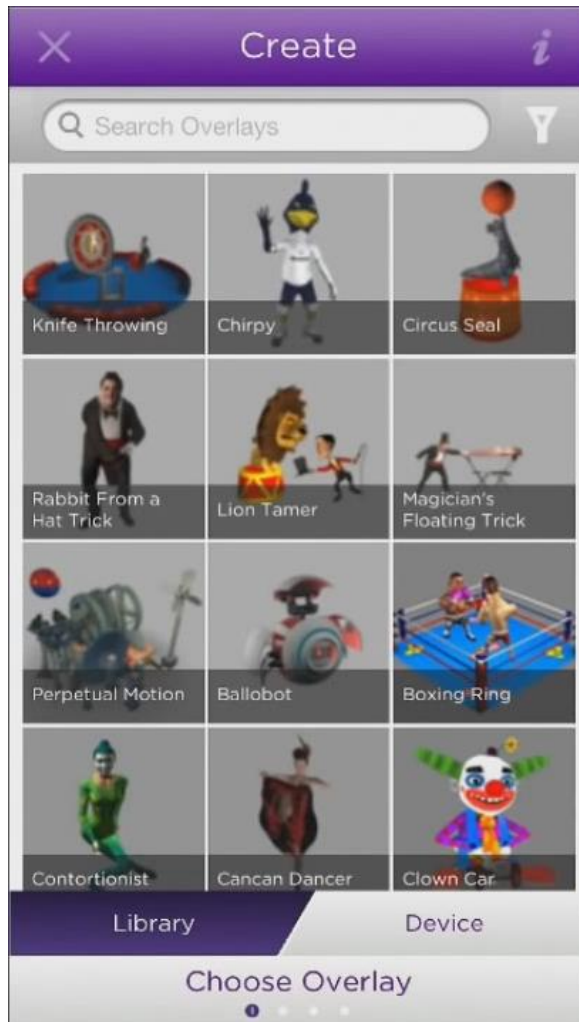 Create
i
Search Overlays
Knife Throwing
Chirpy
Circus Seal
Rabbit From a
Hat Trick
Lion Tamer
Magician's
Floating Trick
Perpetual Motion
Ballobot
Boxing Ring
Contortionist
Cancan Dancer
Clown Car
Library
Device
Choose Overlay